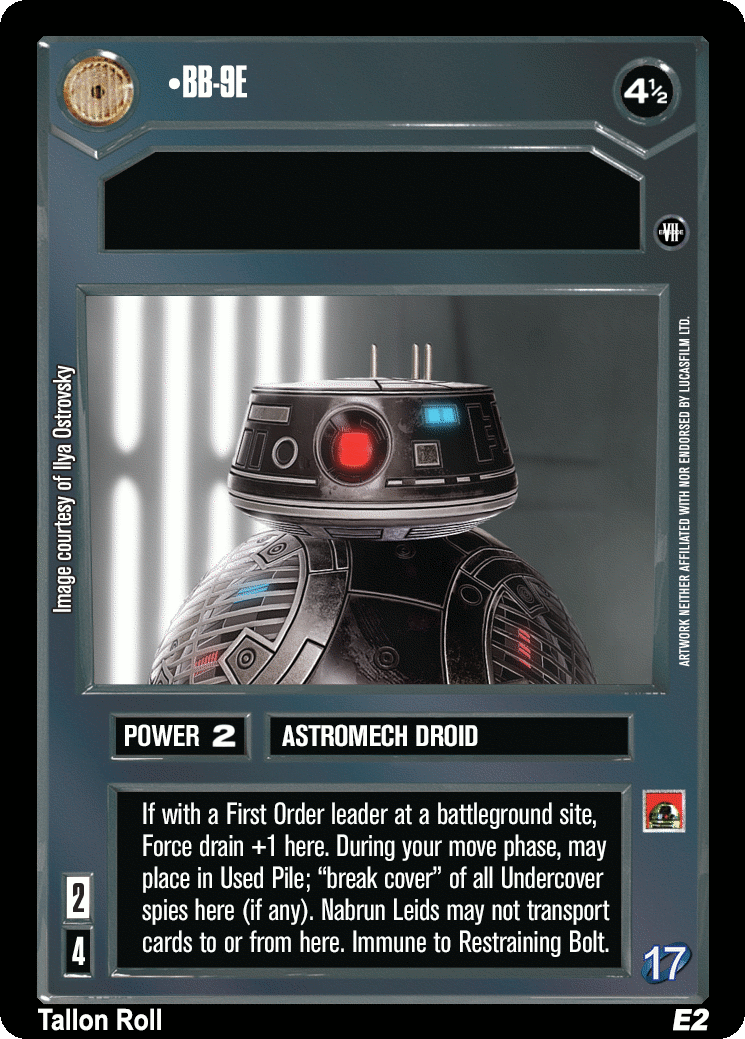 •BB-9E
4½
EPISODE VII
Image courtesy of Ilya Ostrovsky
ARTWORK NEITHER AFFILIATED WITH NOR ENDORSED BY LUCASFILM LTD.
POWER 2
ASTROMECH DROID
If with a First Order leader at a battleground site,
Force drain +1 here. During your move phase, may
place in Used Pile; “break cover” of all Undercover
spies here (if any). Nabrun Leids may not transport
cards to or from here. Immune to Restraining Bolt.
2
4
17
Tallon Roll
E2